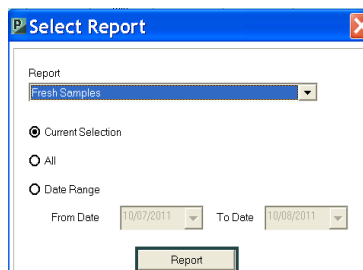 Select Report
Report
Fresh Samples
Current Selection
All
Date Range
From Date 10/07/2011 To Date 10/08/2011
Report